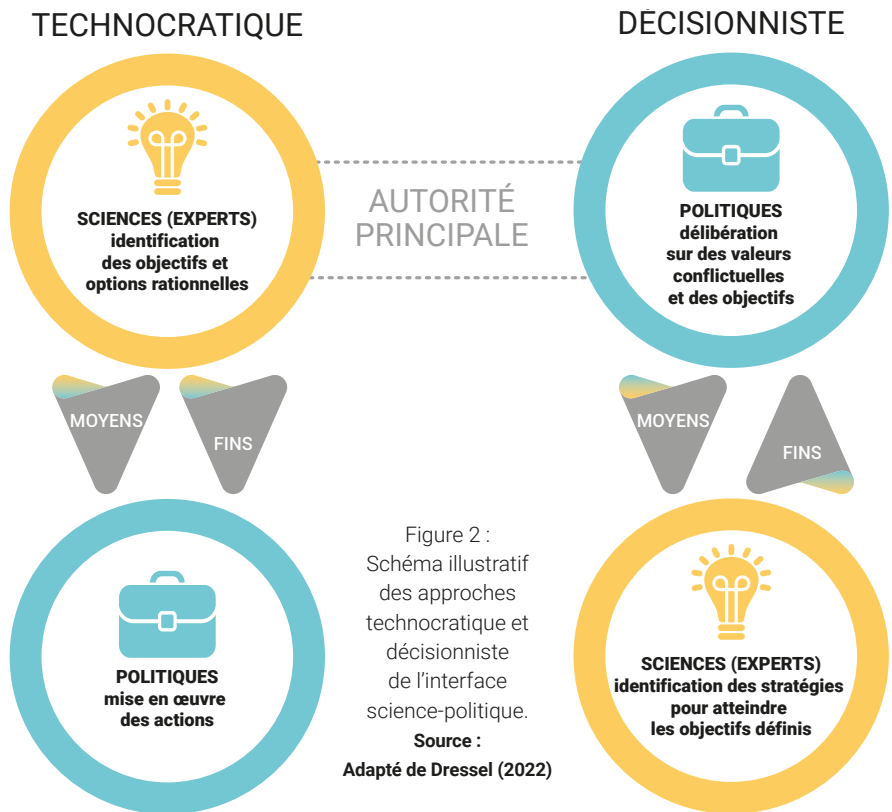 TECHNOCRATIQUE
SCIENCES (EXPERTS)
identification
des objectifs et
options rationnelles
MOYENS
FINS
POLITIQUES
mise en œuvre
des actions
AUTORITÉ
PRINCIPALE
DÉCISIONNISTE
POLITIQUES
délibération
sur des valeurs
conflictuelles
et des objectifs
MOYENS
FINS
SCIENCES (EXPERTS)
identification des stratégies
pour atteindre
les objectifs définis
Figure 2 :
Schéma illustratif
des approches
technocratique et
décisionniste
de l’interface
science-politique.
Source :
Adapté de Dressel (2022)